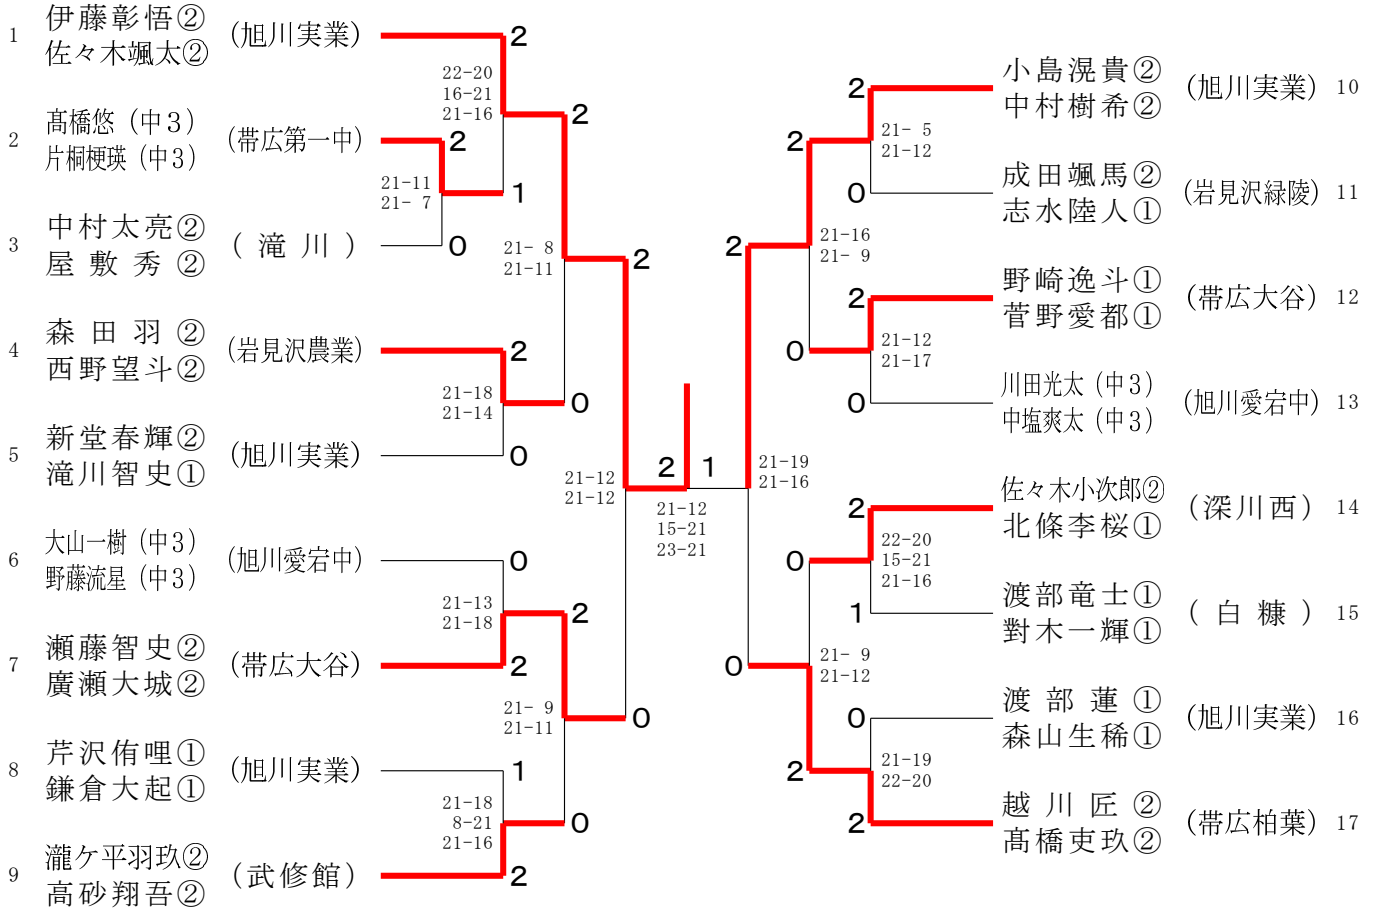 1 伊藤彰悟② 佐々木颯太② (旭川実業) 2
22-20
16-21
21-16
2
2 髙橋悠（中３） 片桐梗瑛（中３） (帯広第一中) 2
21-11
21- 7
1
3 中村太亮② 屋敷秀② (滝川) 0
21- 8
21-11
2
4 森田羽② 西野望斗② (岩見沢農業) 2
21-18
21-14
0
5 新堂春輝② 滝川智史① (旭川実業) 0
21-12
21-12
2 1
21-12
15-21
23-21
6 大山一樹（中３） 野藤流星（中３） (旭川愛宕中) 0
21-13
21-18
2
7 瀬藤智史② 廣瀬大城② (帯広大谷) 2
21- 9
21-11
0
8 芹沢侑哩① 鎌倉大起① (旭川実業) 1
21-18
8-21
21-16
0
9 瀧ケ平羽玖② 高砂翔吾② (武修館) 2
2 小島滉貴② 中村樹希② (旭川実業) 10
2
21- 5
21-12
0 成田颯馬② 志水陸人① (岩見沢緑陵) 11
2
21-16
21- 9
2 野崎逸斗① 菅野愛都① (帯広大谷) 12
0
21-12
21-17
0 川田光太（中３） 中塩爽太（中３） (旭川愛宕中) 13
21-19
21-16
2 佐々木小次郎② 北條李桜① (深川西) 14
0
22-20
15-21
21-16
1 渡部竜士① 對木一輝① (白糠) 15
0
21- 9
21-12
0 渡部蓮① 森山生稀① (旭川実業) 16
2
21-19
22-20
2 越川匠② 髙橋吏玖② (帯広柏葉) 17